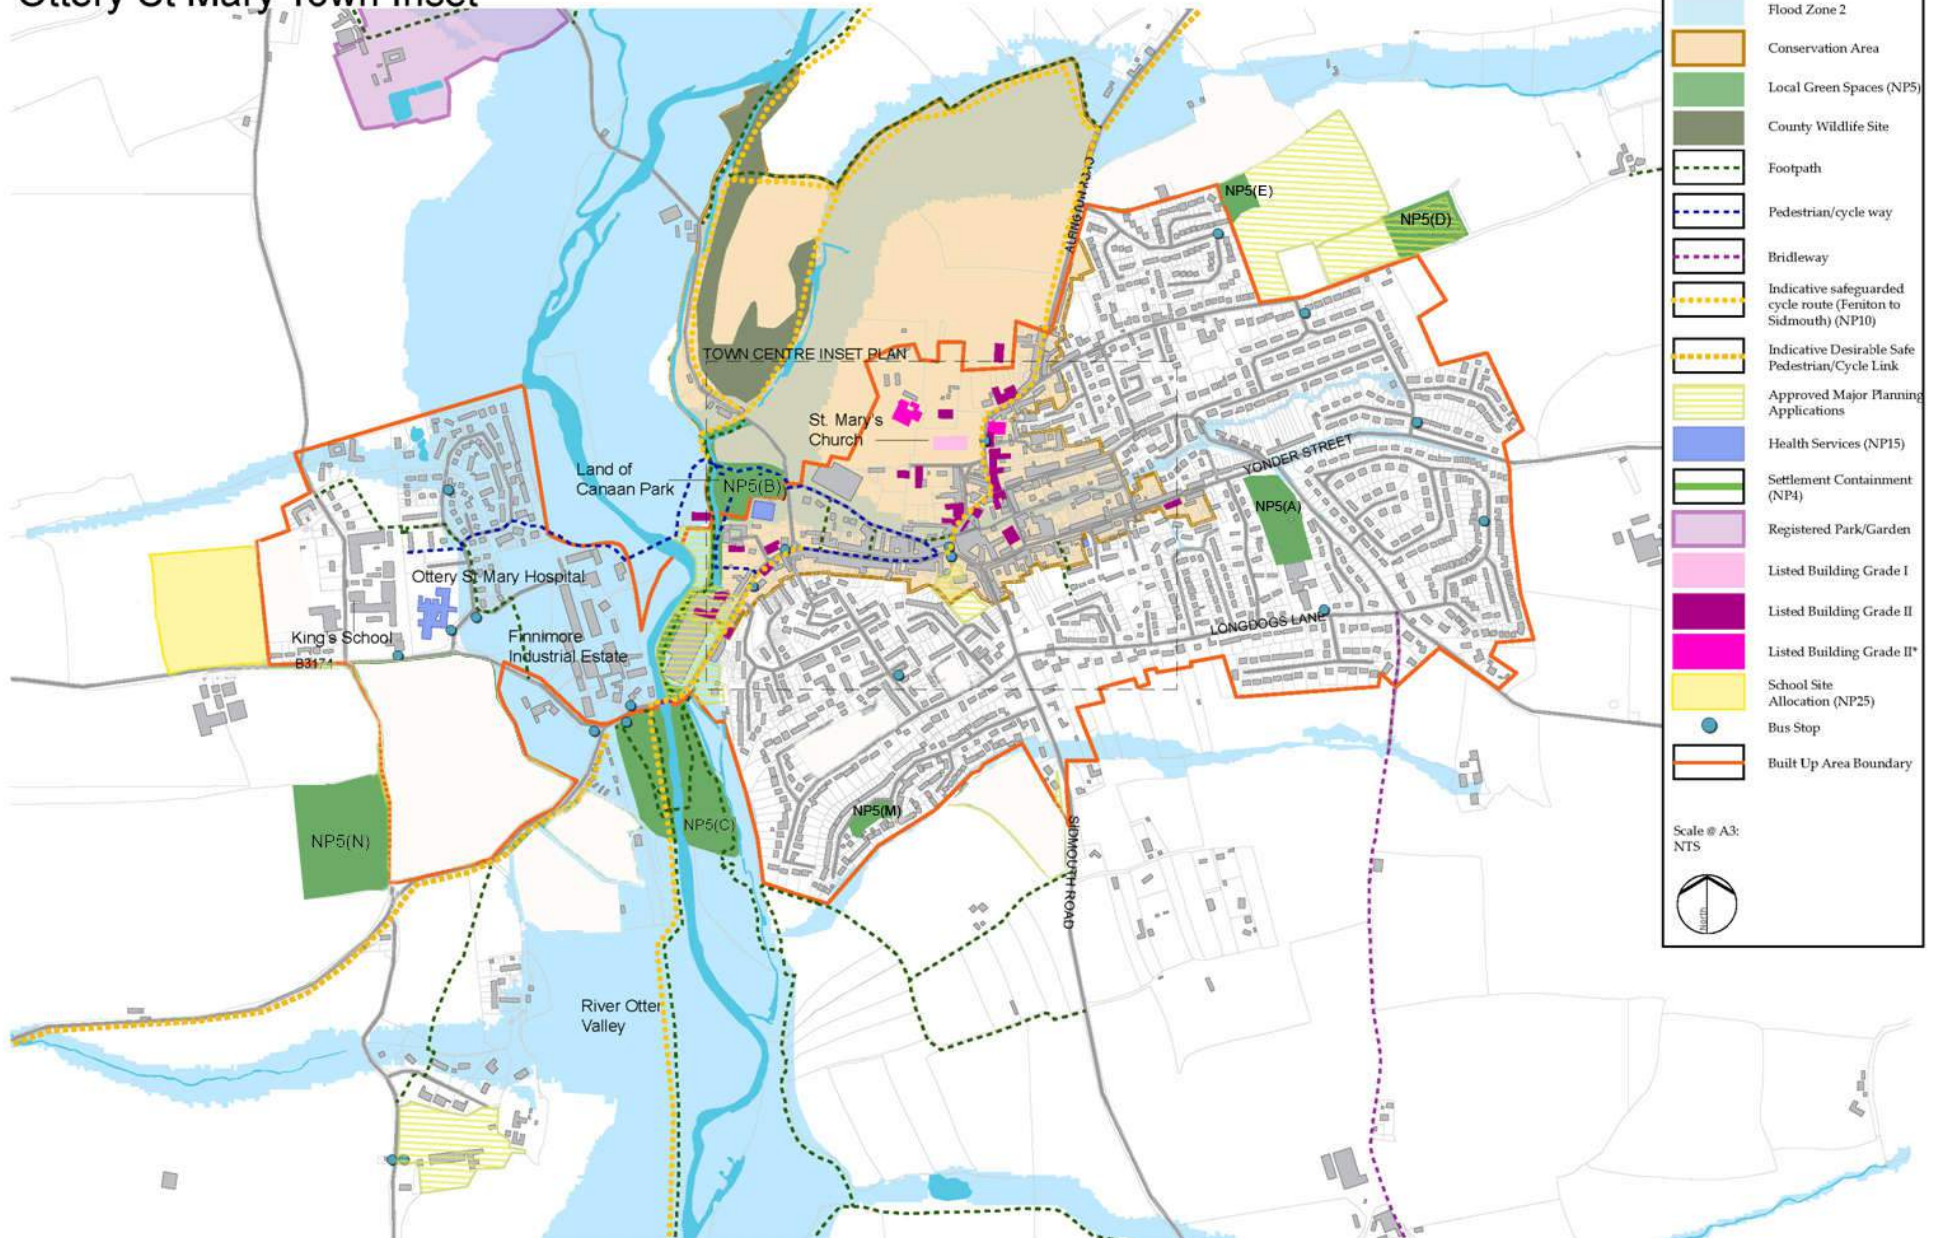 Ottery St Mary Town Inset
NP5(E)
NP5(D)
TOWN CENTRE INSET PLAN
St. Mary's
Church
Land of
Canaan Park
NP5(B)
YONDER STREET
NP5(A)
Ottery St Mary Hospital
King's School
B3174
Finnimore
Industrial Estate
LONGDOGS LANE
NP5(M)
NP5(C)
NP5(N)
SIDMOUTH ROAD
River Otter
Valley
Flood Zone 2
Conservation Area
Local Green Spaces (NP5)
County Wildlife Site
Footpath
Pedestrian/cycle way
Bridleway
Indicative safeguarded
cycle route (Feniton to
Sidmouth) (NP10)
Indicative Desirable Safe
Pedestrian/Cycle Link
Approved Major Planning
Applications
Health Services (NP15)
Settlement Containment
(NP4)
Registered Park/Garden
Listed Building Grade I
Listed Building Grade II
Listed Building Grade II*
School Site
Allocation (NP25)
Bus Stop
Built Up Area Boundary
Scale @ A3:
NTS
North